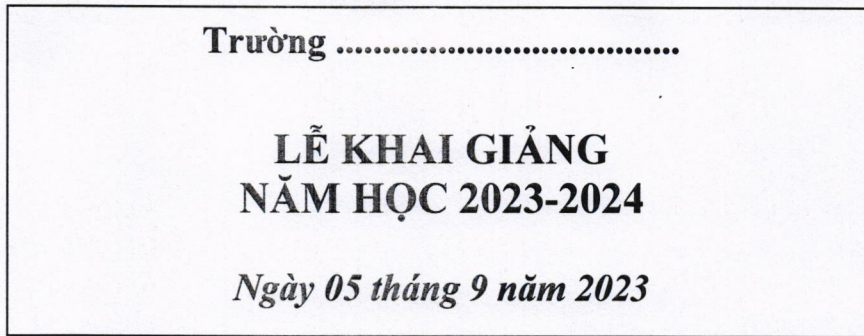 Trường ........................................
LỄ KHAI GIẢNG
NĂM HỌC 2023-2024
Ngày 05 tháng 9 năm 2023